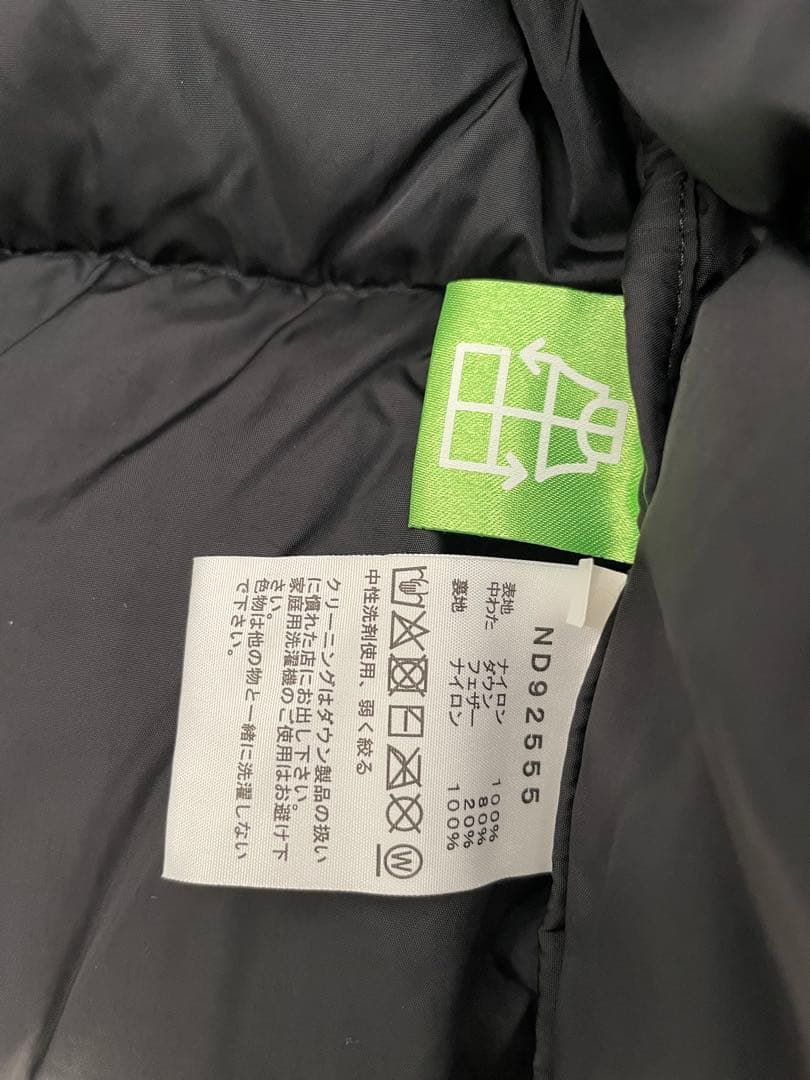 ND92555
表地 ナイロン 100%
中わた ダウン 80%
フェザー 20%
裏地 ナイロン 100%
W
中性洗剤使用、弱く絞る
クリーニングはダウン製品の扱い
に慣れた店にお出し下さい。
家庭用洗濯機のご使用はお避け下
さい。
色物は他の物と一緒に洗濯しない
で下さい。